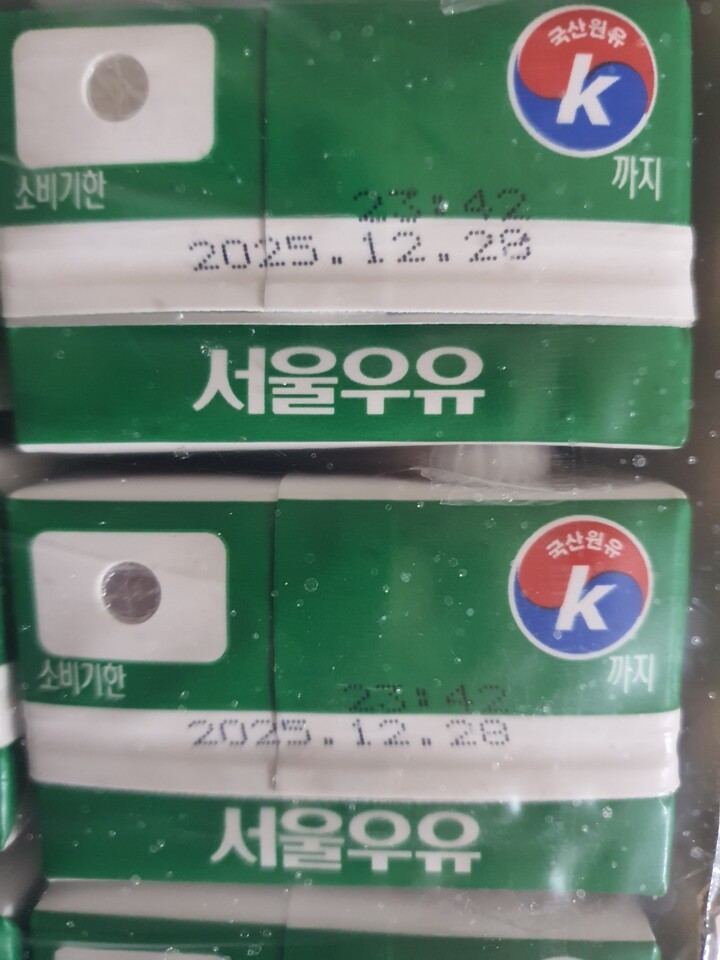 국산원유
k
소비기한
까지
23:42
2025.12.28
서울우유
국산원유
k
소비기한
까지
23:42
2025.12.28
서울우유